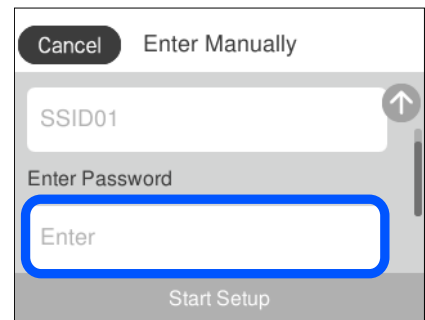 Cancel Enter Manually
SSID01
Enter Password
Enter
Start Setup